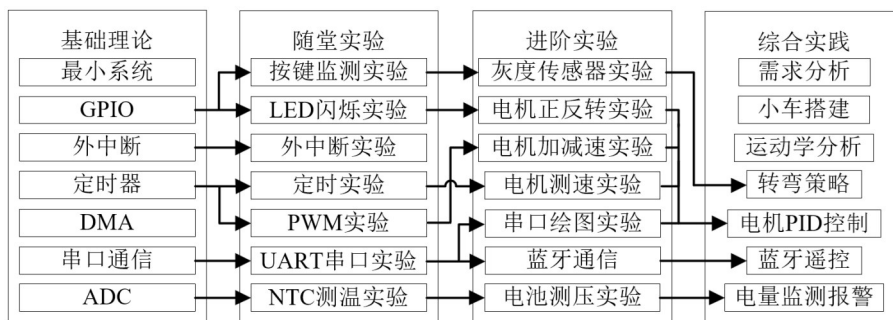 基础理论
最小系统
GPIO
外中断
定时器
DMA
串口通信
ADC
随堂实验
按键监测实验
LED闪烁实验
外中断实验
定时实验
PWM实验
UART串口实验
NTC测温实验
进阶实验
灰度传感器实验
电机正反转实验
电机加减速实验
电机测速实验
串口绘图实验
蓝牙通信
电池测压实验
综合实践
需求分析
小车搭建
运动学分析
转弯策略
电机PID控制
蓝牙遥控
电量监测报警